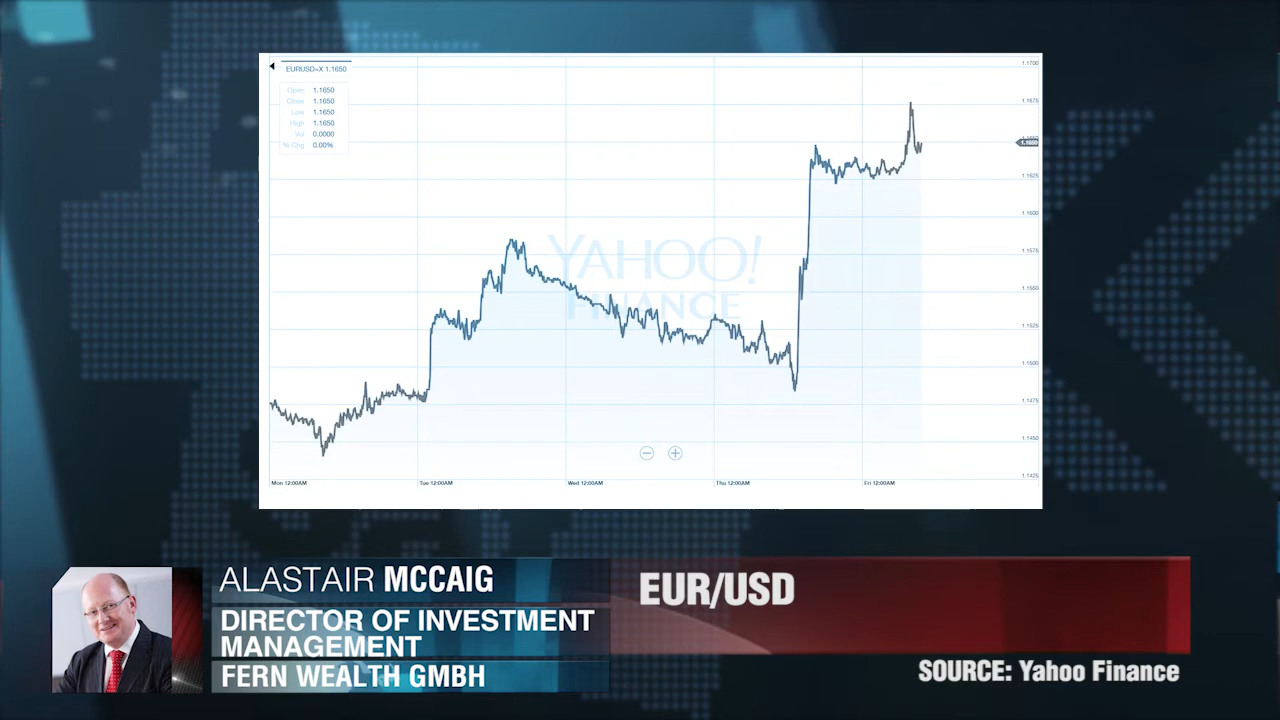 EURUSD=X 1.1650
Open 1.1650
Close 1.1650
Low 1.1650
High 1.1650
Vol 0.0000
% Chg 0.00%
YAHOO!
FINANCE
1.1700
1.1675
1.1650
1.1625
1.1600
1.1575
1.1550
1.1525
1.1500
1.1475
1.1450
1.1425
Mon 12:00AM Tue 12:00AM Wed 12:00AM Thu 12:00AM Fri 12:00AM
ALASTAIR MCCAIG
DIRECTOR OF INVESTMENT
MANAGEMENT
FERN WEALTH GMBH
EUR/USD
SOURCE: Yahoo Finance